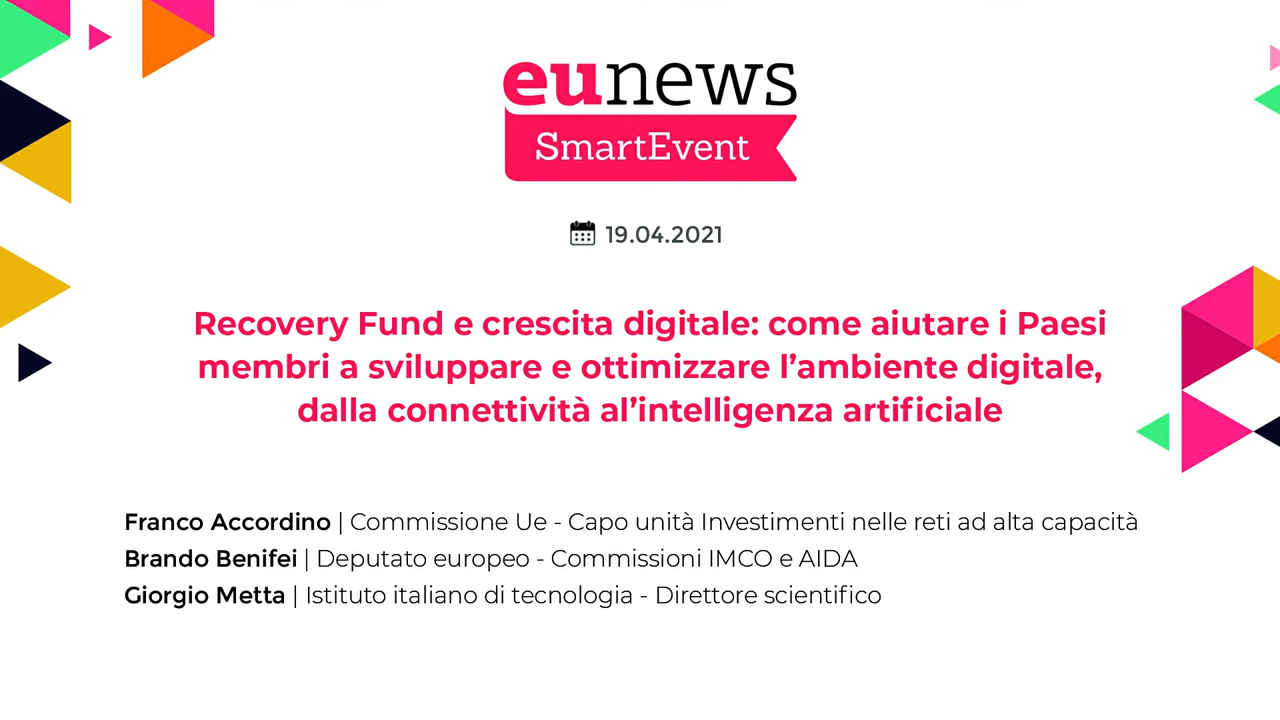 eunews
SmartEvent
19.04.2021
Recovery Fund e crescita digitale: come aiutare i Paesi
membri a sviluppare e ottimizzare l’ambiente digitale,
dalla connettività al’intelligenza artificiale
Franco Accordino | Commissione Ue - Capo unità Investimenti nelle reti ad alta capacità
Brando Benifei | Deputato europeo - Commissioni IMCO e AIDA
Giorgio Metta | Istituto italiano di tecnologia - Direttore scientifico